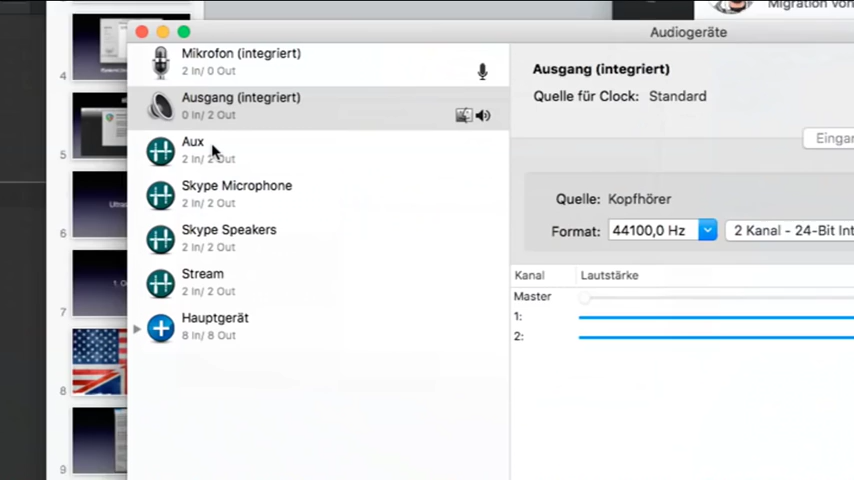 Migration von
Audiogeräte
Mikrofon (integriert)
2 In/ 0 Out
Ausgang (integriert)
0 In/ 2 Out
Aux
2 In/ 2 Out
Skype Microphone
2 In/ 2 Out
Skype Speakers
2 In/ 2 Out
Stream
2 In/ 2 Out
Hauptgerät
8 In/ 8 Out
Ausgang (integriert)
Quelle für Clock: Standard
Eingan
Quelle: Kopfhörer
Format: 44100,0 Hz 2 Kanal - 24-Bit Int
Kanal Lautstärke
Master
1:
2:
4
5
6
7
8
9